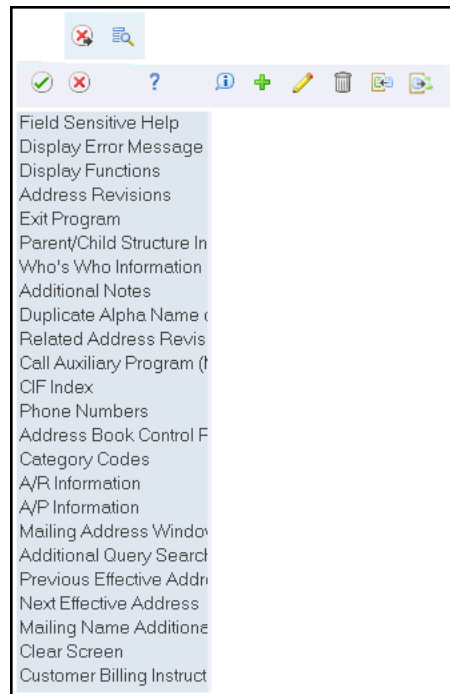 Field Sensitive Help
Display Error Message
Display Functions
Address Revisions
Exit Program
Parent/Child Structure In
Who's Who Information
Additional Notes
Duplicate Alpha Name
Related Address Revis
Call Auxiliary Program
CIF Index
Phone Numbers
Address Book Control
Category Codes
A/R Information
A/P Information
Mailing Address Window
Additional Query Search
Previous Effective Addr
Next Effective Address
Mailing Name Additiona
Clear Screen
Customer Billing Instruct